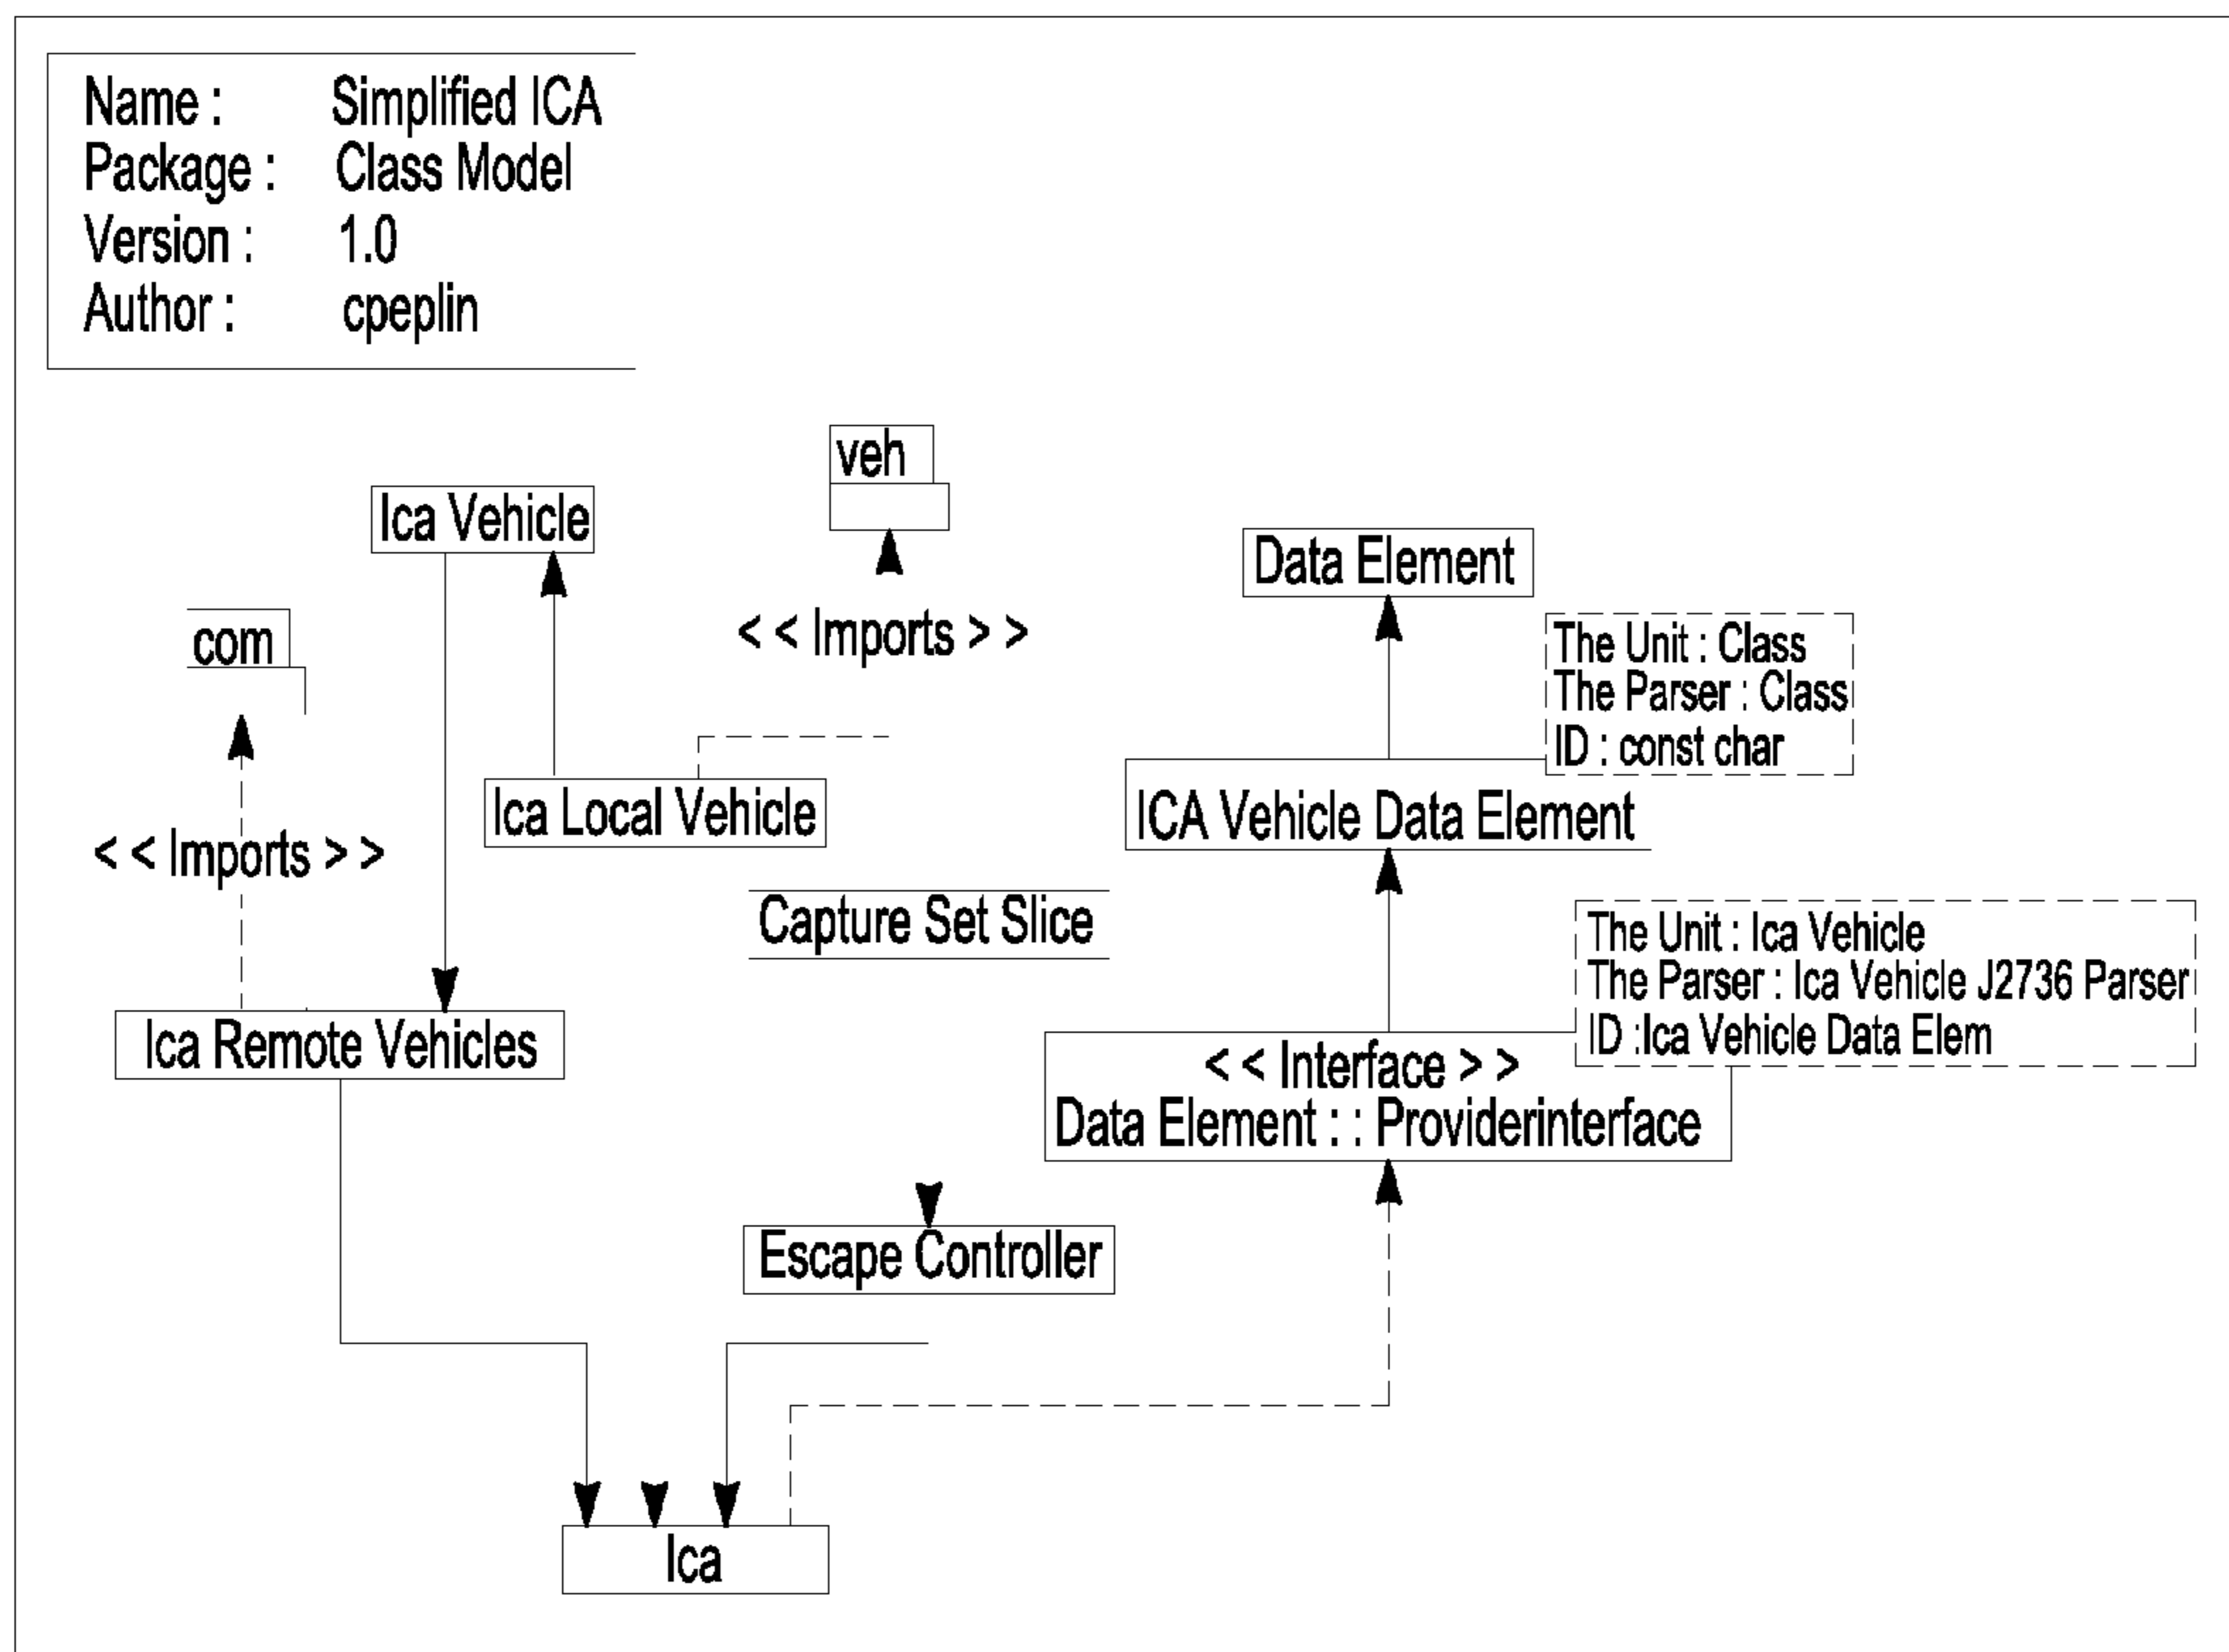 Name : Simplified ICA
Package : Class Model
Version : 1.0
Author : cpeplin
veh
Ica Vehicle
Data Element
com
< < Imports > >
The Unit : Class
The Parser : Class
ID : const char
Ica Local Vehicle
ICA Vehicle Data Element
< < Imports > >
Capture Set Slice
The Unit : Ica Vehicle
The Parser : Ica Vehicle J2736 Parser
ID :Ica Vehicle Data Elem
Ica Remote Vehicles
< < Interface > >
Data Element : : Providerinterface
Escape Controller
Ica